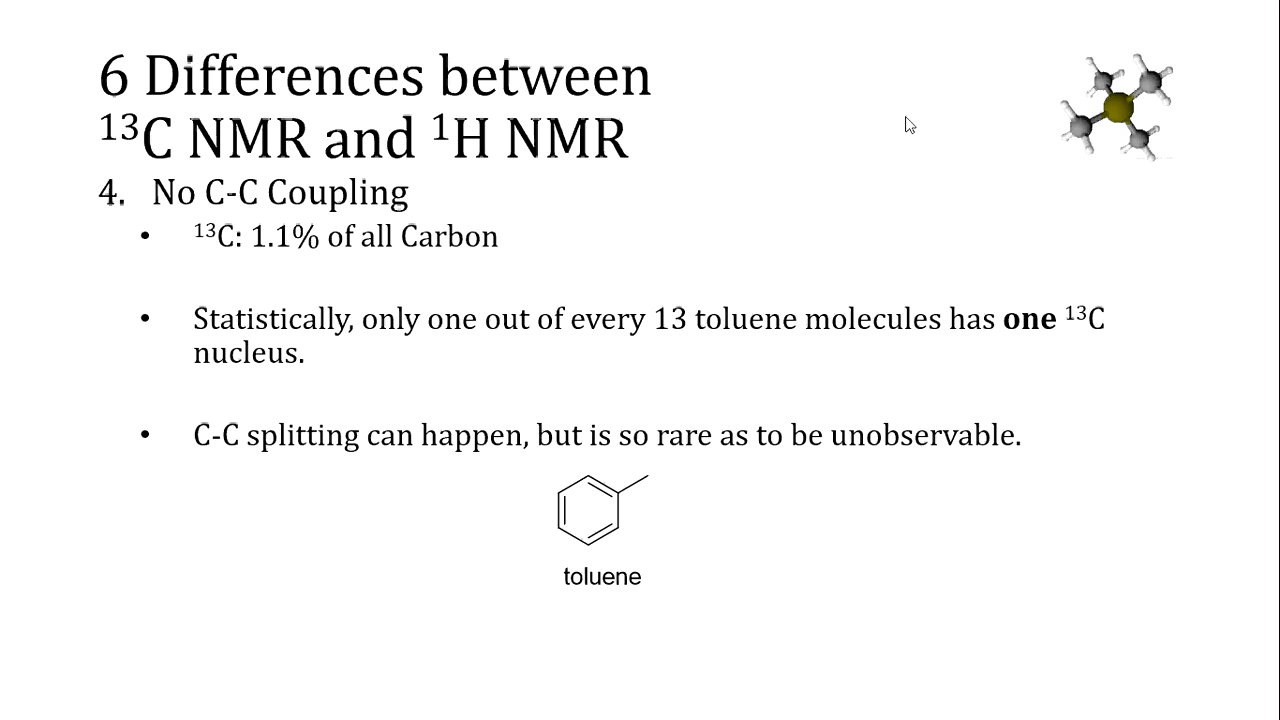 6 Differences between
¹³C NMR and ¹H NMR
4. No C-C Coupling
• ¹³C: 1.1% of all Carbon
• Statistically, only one out of every 13 toluene molecules has one ¹³C
nucleus.
• C-C splitting can happen, but is so rare as to be unobservable.
toluene